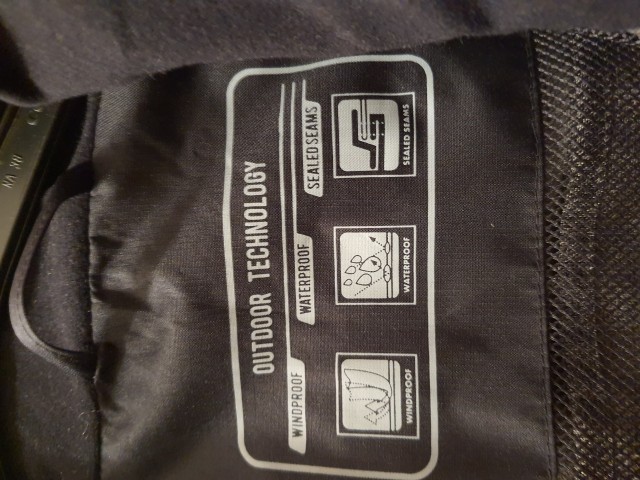 OUTDOOR TECHNOLOGY
WINDPROOF
WATERPROOF
SEALED SEAMS
WINDPROOF
WATERPROOF
SEALED SEAMS